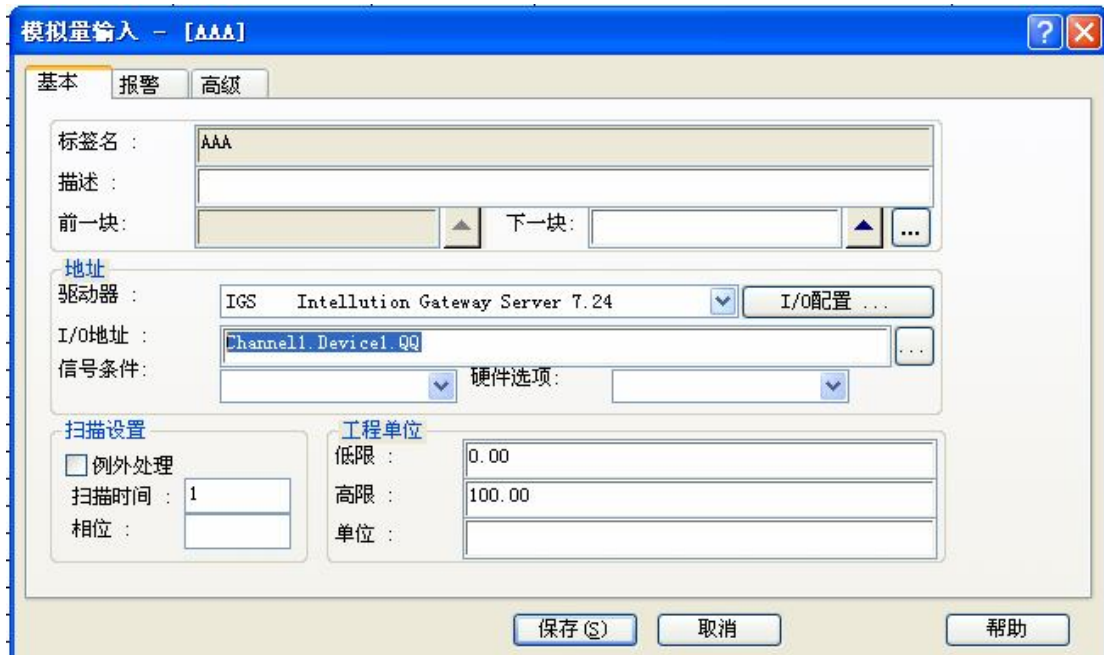 模拟量输入 - [AAA]
基本 报警 高级
标签名 : AAA
描述 :
前一块: 下一块: ...
地址
驱动器 : IGS Intellution Gateway Server 7.24 I/O配置 ...
I/O地址 : Channel1.Device1.QQ ...
信号条件: 硬件选项:
扫描设置 工程单位
例外处理 低限 : 0.00
扫描时间 : 1 高限 : 100.00
相位 : 单位 :
保存(S) 取消 帮助